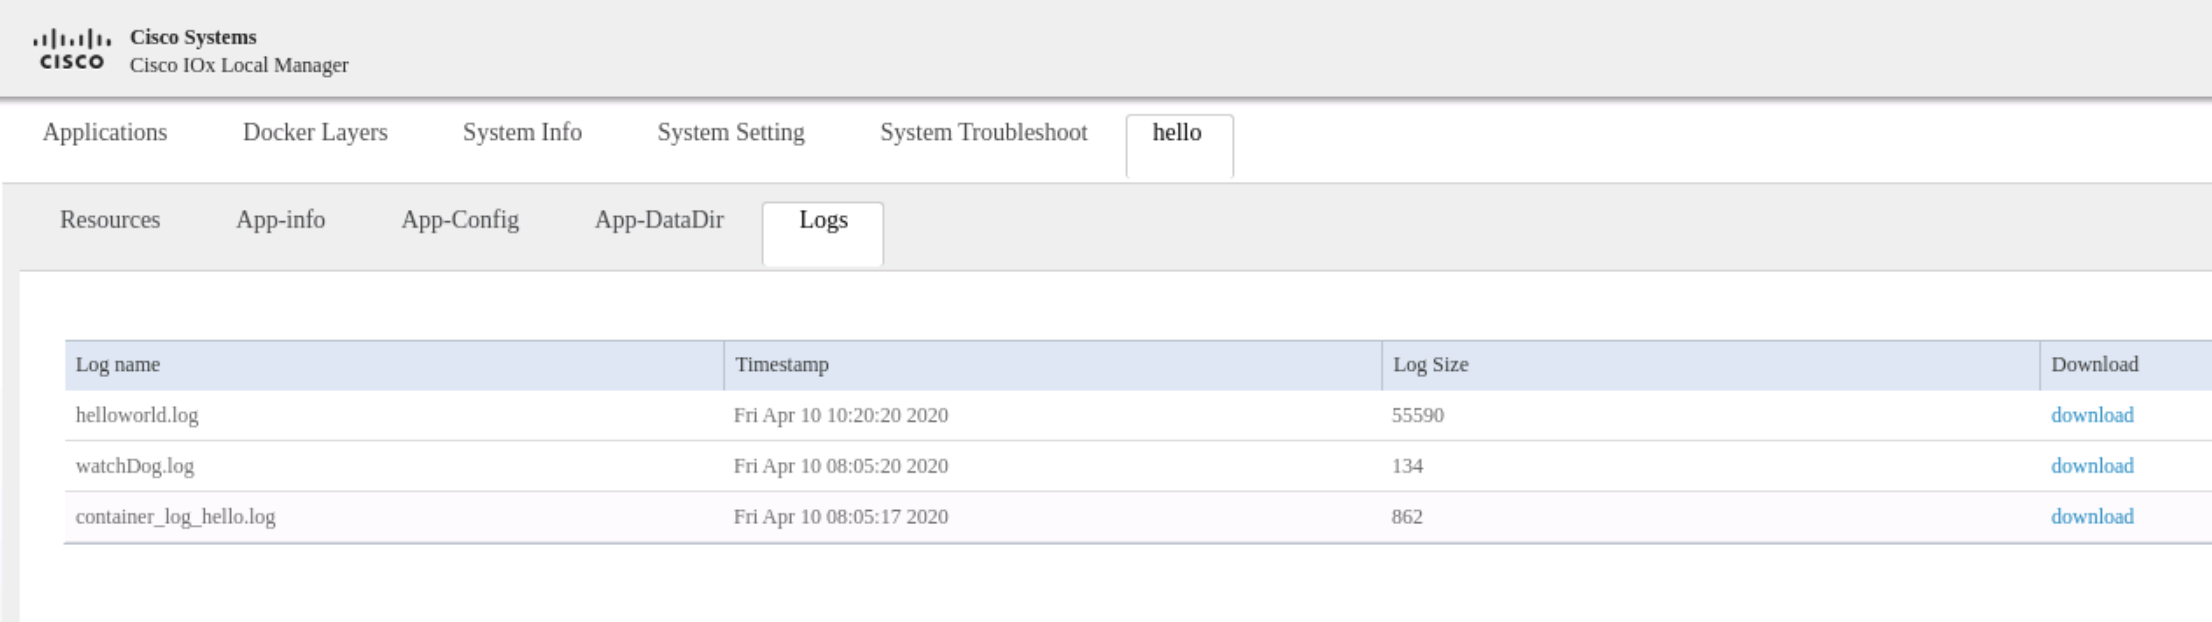 CISCO
Cisco Systems
Cisco IOx Local Manager
Applications Docker Layers System Info System Setting System Troubleshoot hello
Resources App-info App-Config App-DataDir Logs
Log name Timestamp Log Size Download
helloworld.log Fri Apr 10 10:20:20 2020 55590 download
watchDog.log Fri Apr 10 08:05:20 2020 134 download
container_log_hello.log Fri Apr 10 08:05:17 2020 862 download